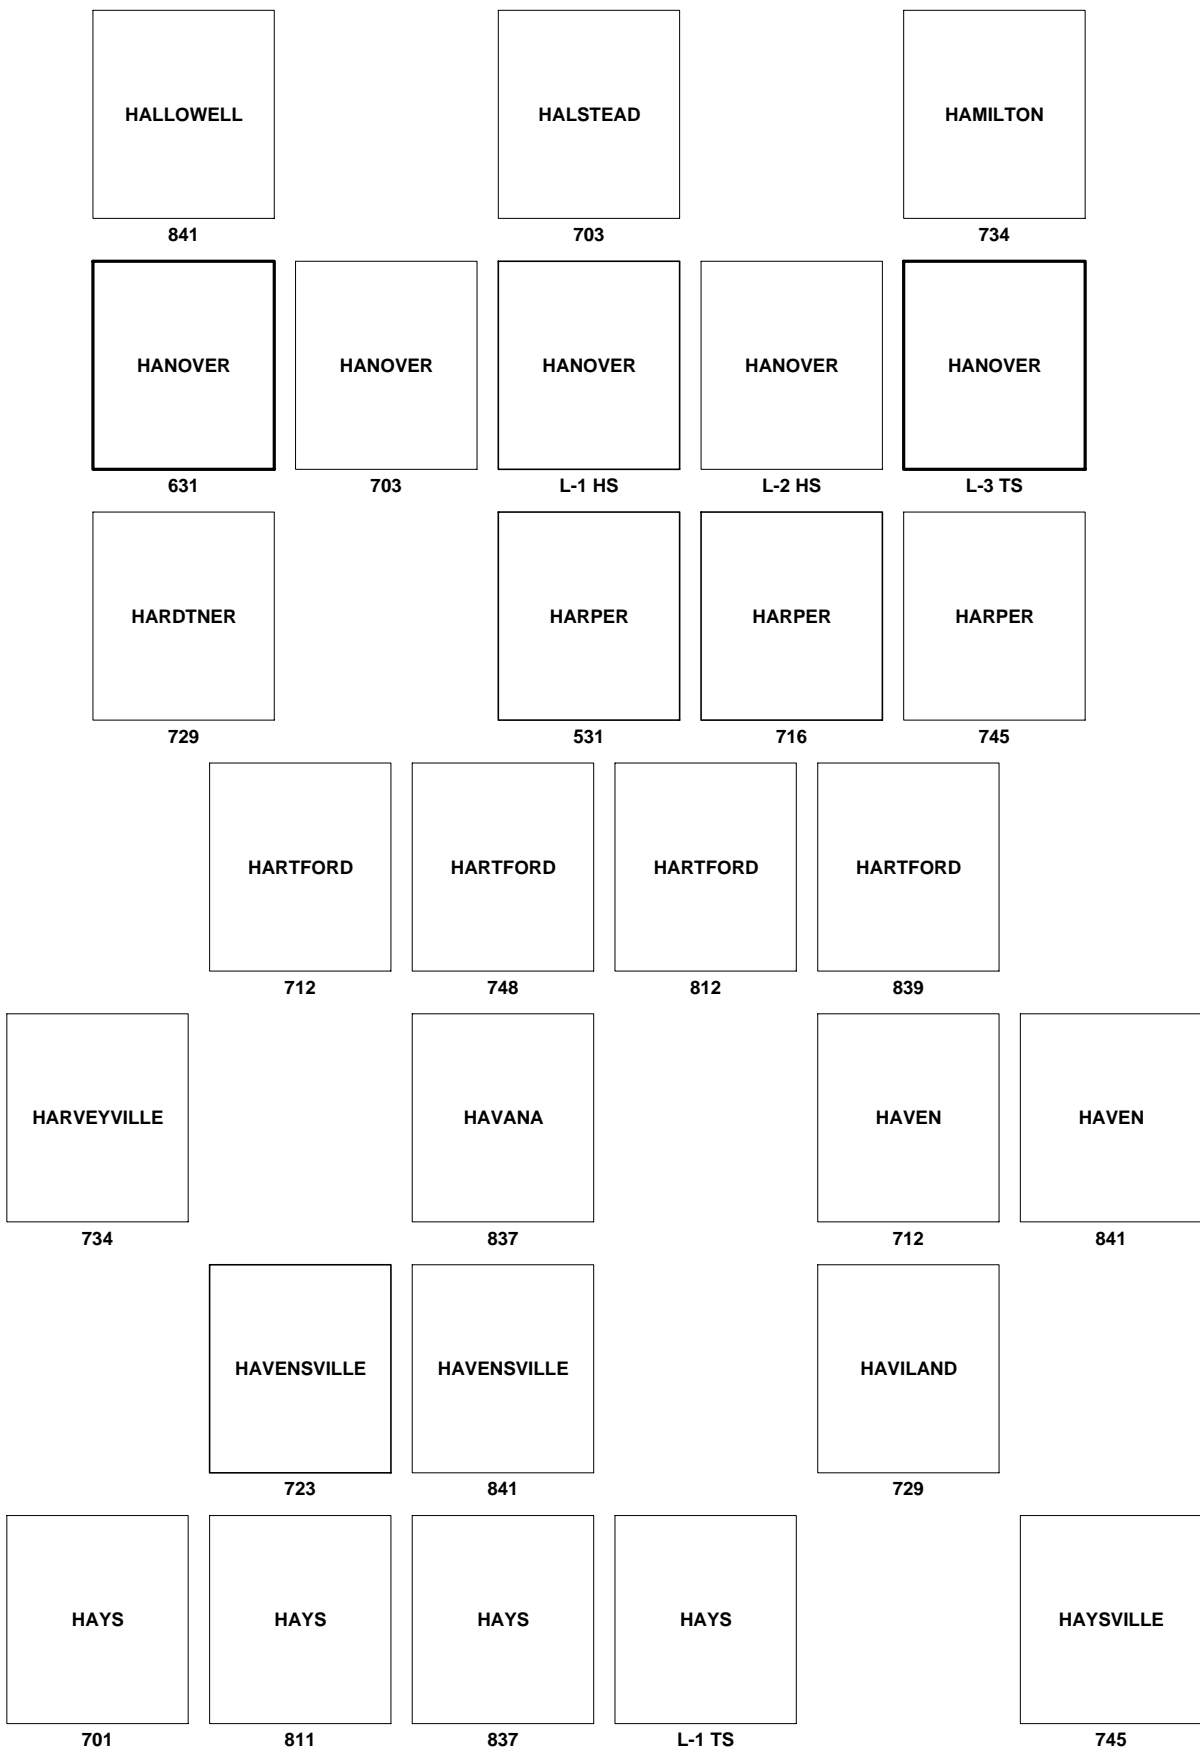 HALLOWELL HALSTEAD HAMILTON
841 703 734
HANOVER HANOVER HANOVER HANOVER HANOVER
631 703 L-1 HS L-2 HS L-3 TS
HARDTNER HARPER HARPER HARPER
729 531 716 745
HARTFORD HARTFORD HARTFORD HARTFORD
712 748 812 839
HARVEYVILLE HAVANA HAVEN HAVEN
734 837 712 841
HAVENSVILLE HAVENSVILLE HAVILAND
723 841 729
HAYS HAYS HAYS HAYS HAYSVILLE
701 811 837 L-1 TS 745